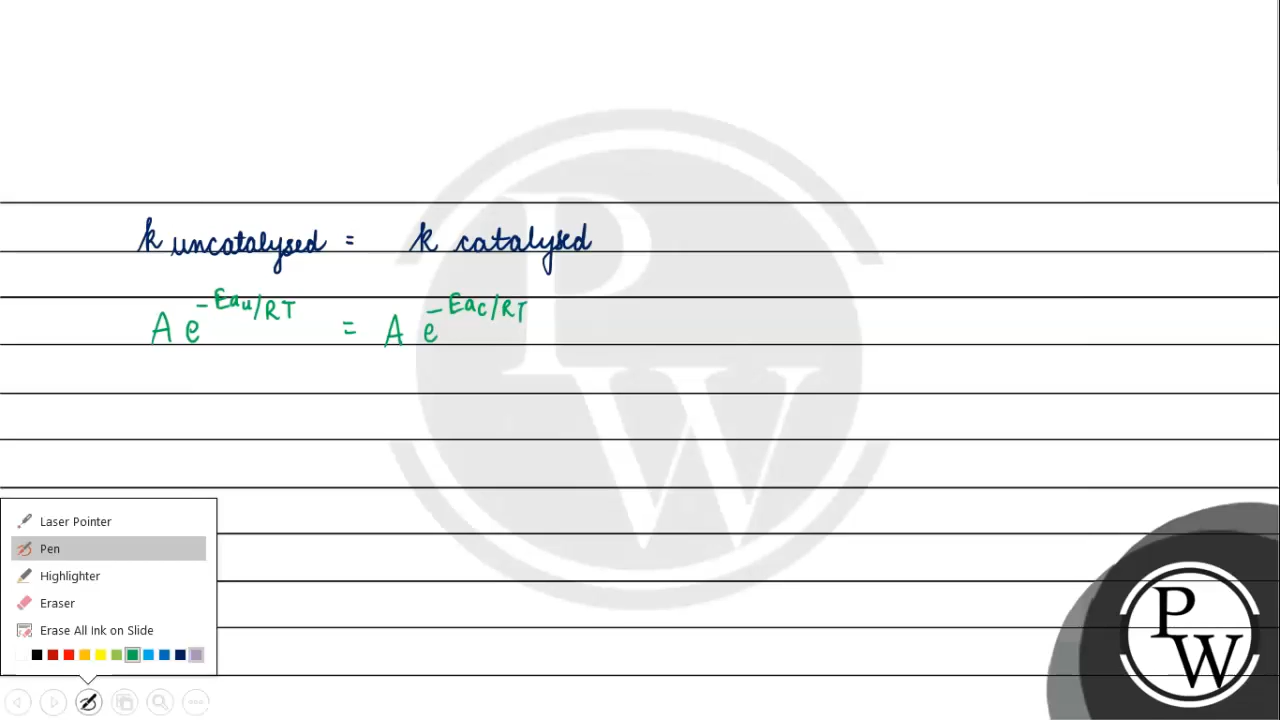 k uncatalysed = k catalysed
A e^-Eau/RT = A e^-Eac/RT
P
W
Laser Pointer
Pen
Highlighter
Eraser
Erase All Ink on Slide
P
W